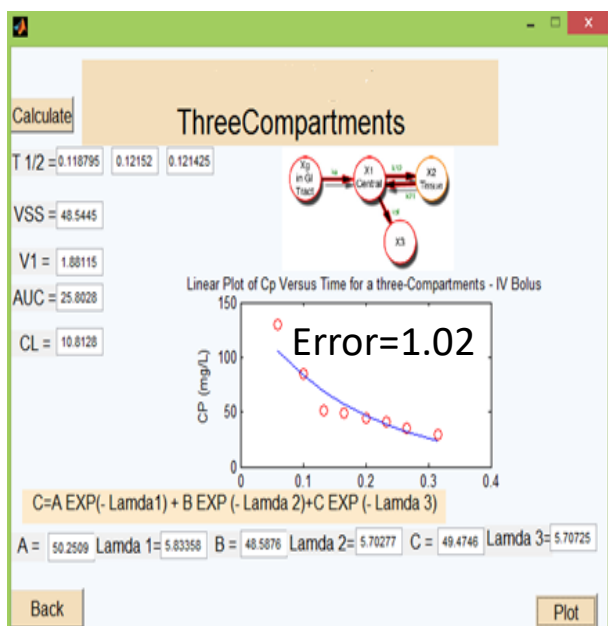 Calculate
ThreeCompartments
T 1/2 = 0.118795 0.12152 0.121425
Xg in GI Tract
X1 Central
X2 Tissue
X3
VSS = 48.5445
V1 = 1.88115
AUC = 25.8028
CL = 10.8128
Linear Plot of Cp Versus Time for a three-Compartments - IV Bolus
Error=1.02
CP (mg/L)
150
100
50
0
0 0.1 0.2 0.3 0.4
C=A EXP(- Lamda1) + B EXP (- Lamda 2)+C EXP (- Lamda 3)
A = 50.2509 Lamda 1= 5.83358 B = 48.5876 Lamda 2= 5.70277 C = 49.4746 Lamda 3= 5.70725
Back
Plot